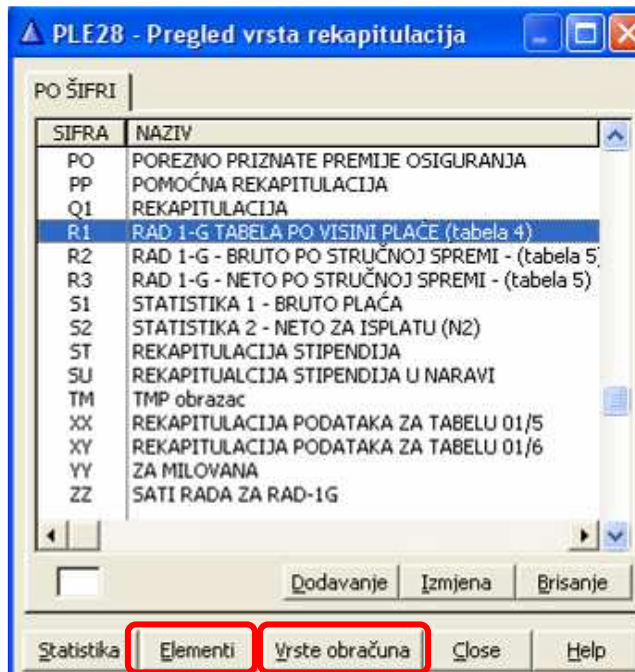 PLE28 - Pregled vrsta rekapitulacija
PO ŠIFRI
SIFRA NAZIV
PO POREZNO PRIZNATE PREMIJE OSIGURANJA
PP POMOĆNA REKAPITULACIJA
Q1 REKAPITULACIJA
R1 RAD 1-G TABELA PO VISINI PLAĆE (tabela 4)
R2 RAD 1-G - BRUTO PO STRUČNOJ SPREMI - (tabela 5)
R3 RAD 1-G - NETO PO STRUČNOJ SPREMI - (tabela 5)
S1 STATISTIKA 1 - BRUTO PLAĆA
S2 STATISTIKA 2 - NETO ZA ISPLATU (N2)
ST REKAPITULACIJA STIPENDIJA
SU REKAPITUALCIJA STIPENDIJA U NARAVI
TM TMP obrazac
XX REKAPITULACIJA PODATAKA ZA TABELU 01/5
XY REKAPITULACIJA PODATAKA ZA TABELU 01/6
YY ZA MILOVANA
ZZ SATI RADA ZA RAD-1G
Dodavanje Izmjena Brisanje
Statistika Elementi Vrste obračuna Close Help